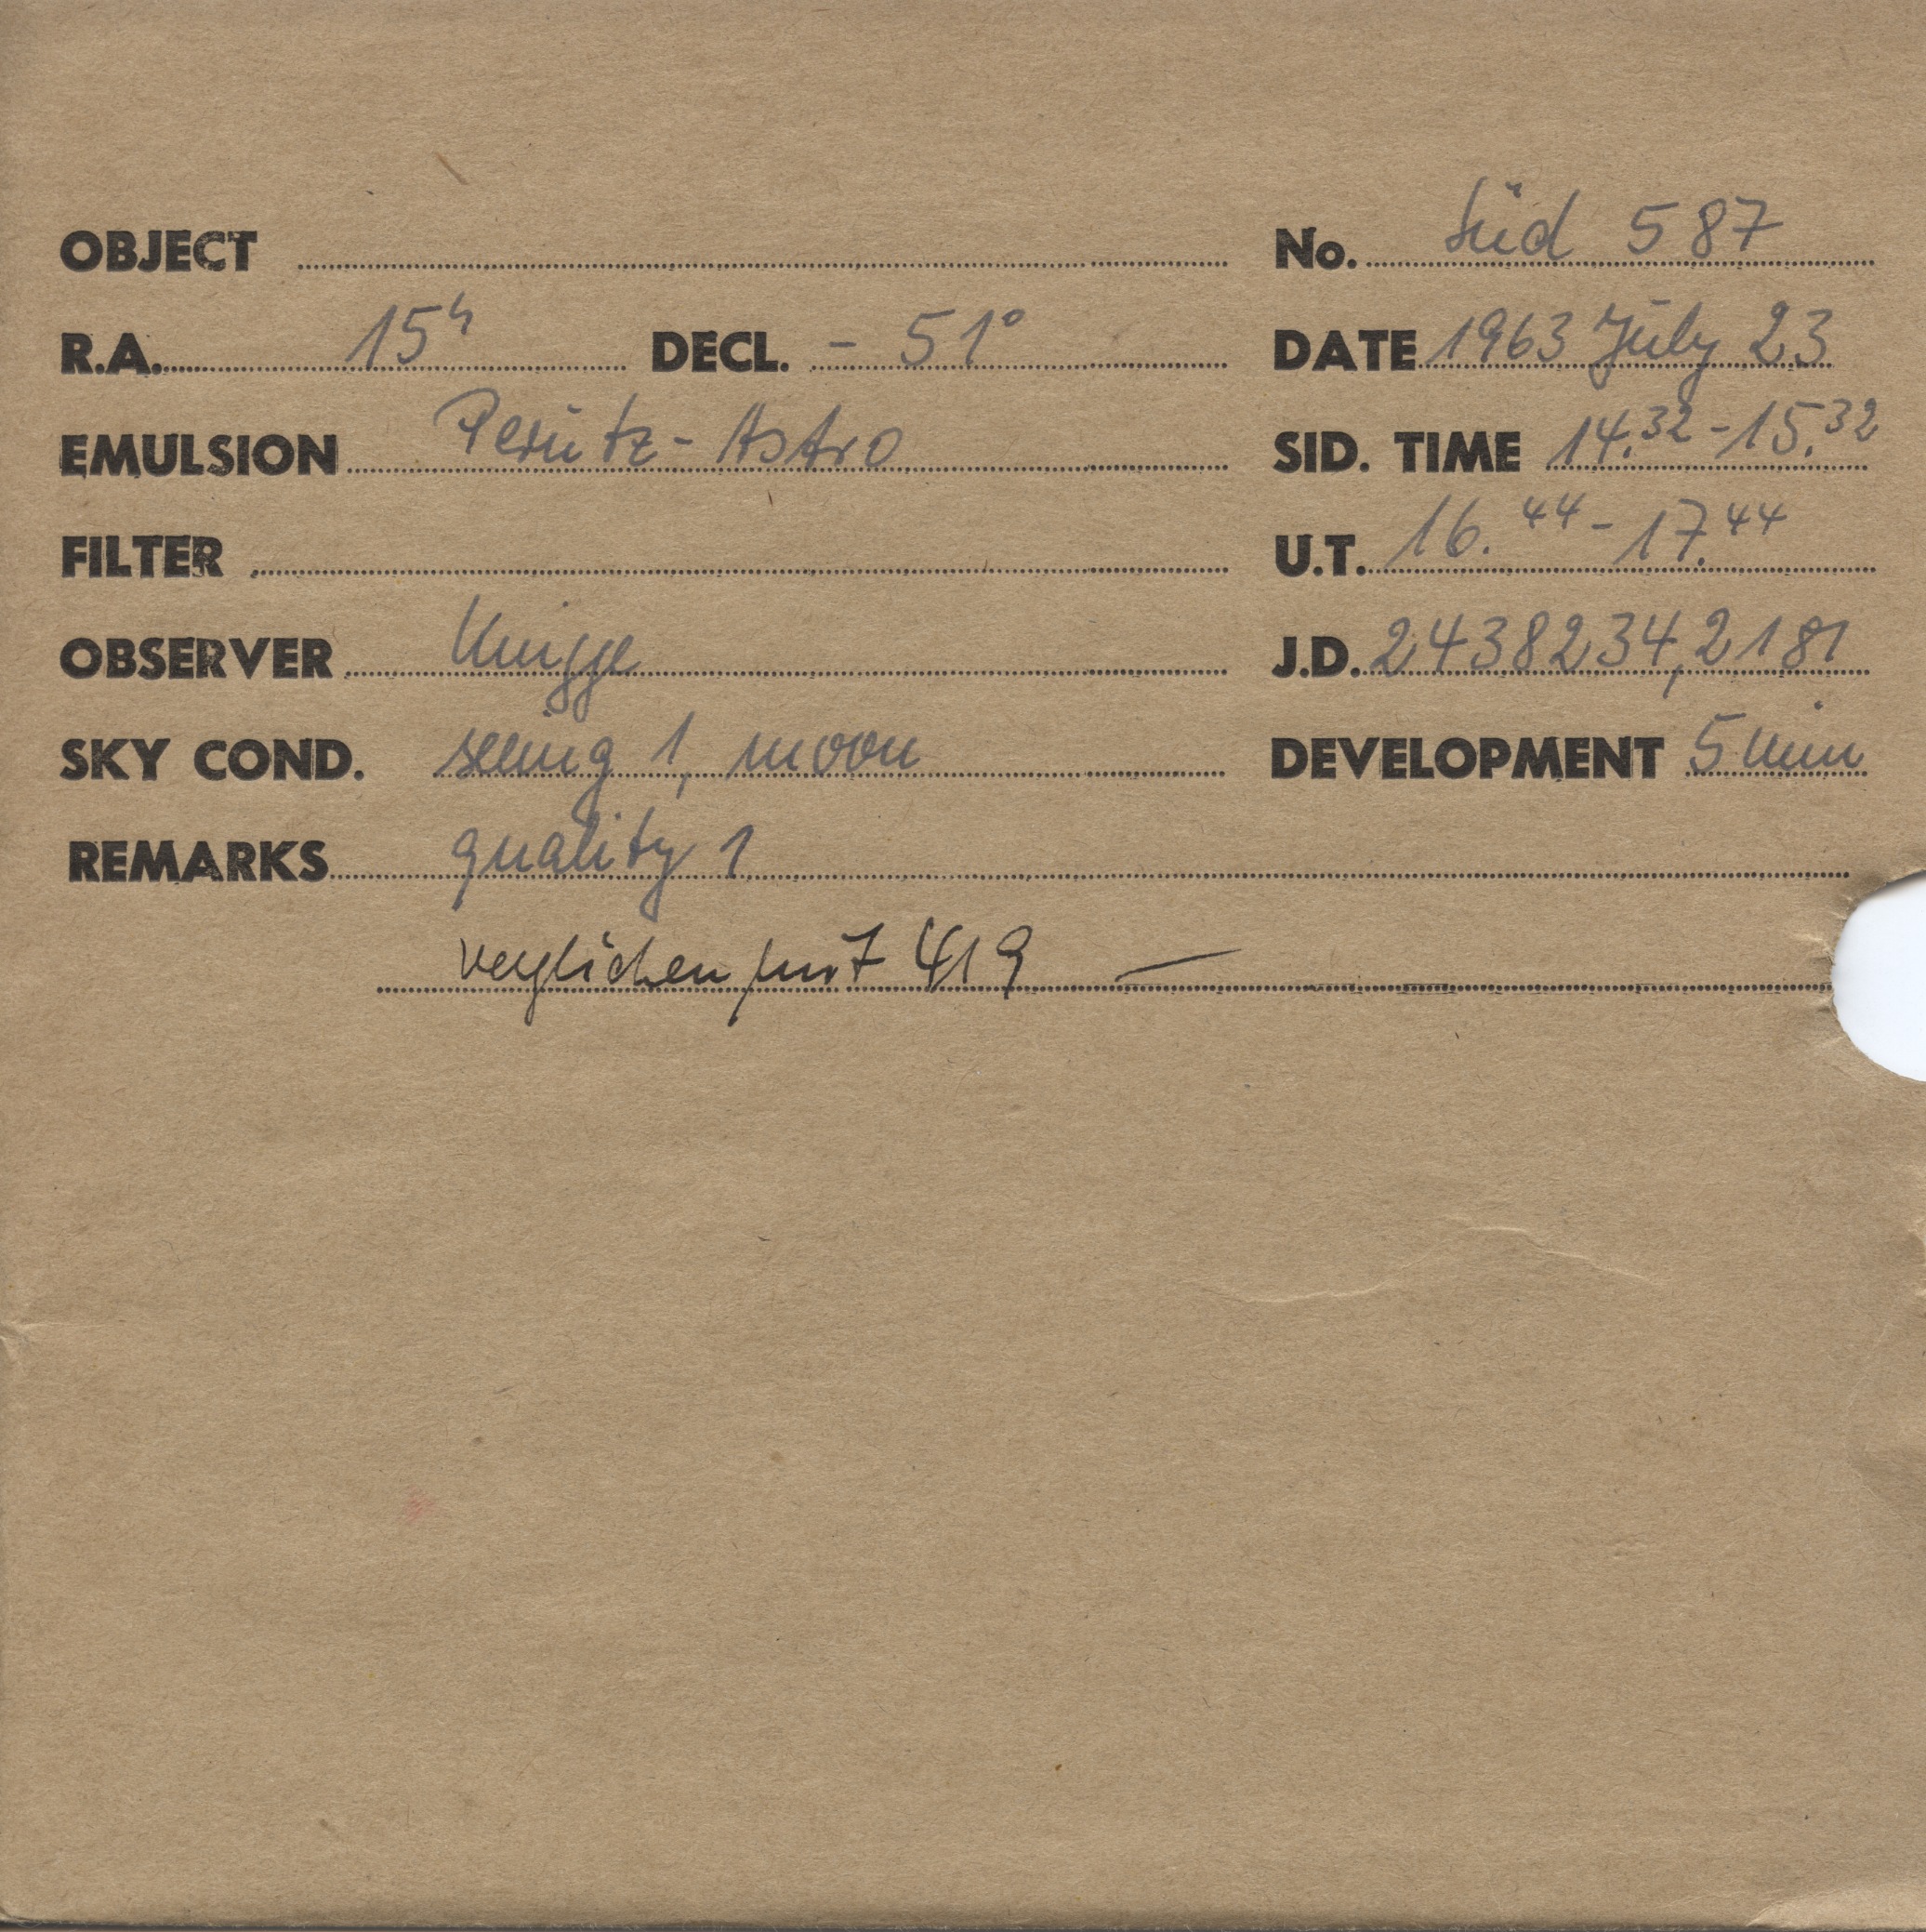 OBJECT No. Süd 587
R.A. 15h DECL. - 51° DATE 1963 July 23
EMULSION Perutz - Astro SID. TIME 14.32 - 15.32
FILTER U.T. 16.44 - 17.44
OBSERVER Knigge J.D. 2438234,2181
SKY COND. seeing 1, moon DEVELOPMENT 5 min
REMARKS quality 1
verglichen mit 419 —